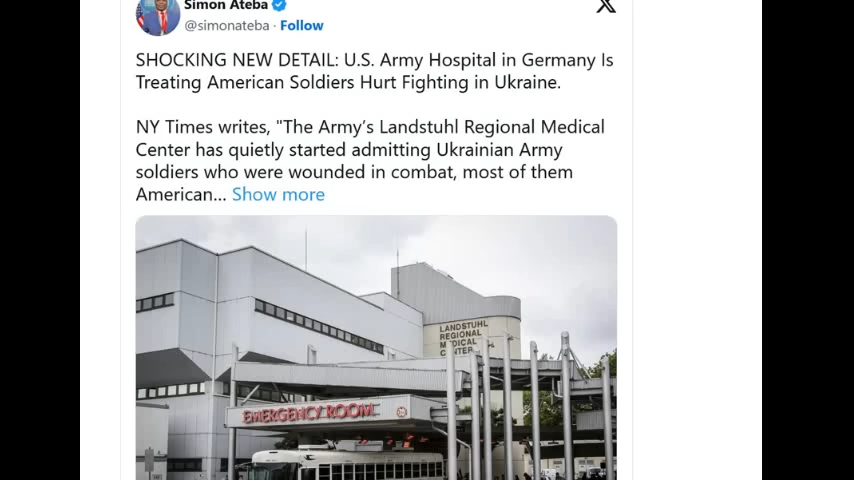 Simon Ateba
@simonateba · Follow
SHOCKING NEW DETAIL: U.S. Army Hospital in Germany Is
Treating American Soldiers Hurt Fighting in Ukraine.
NY Times writes, "The Army’s Landstuhl Regional Medical
Center has quietly started admitting Ukrainian Army
soldiers who were wounded in combat, most of them
American... Show more
LANDSTUHL
REGIONAL
MEDICAL
CENTER
EMERGENCY ROOM